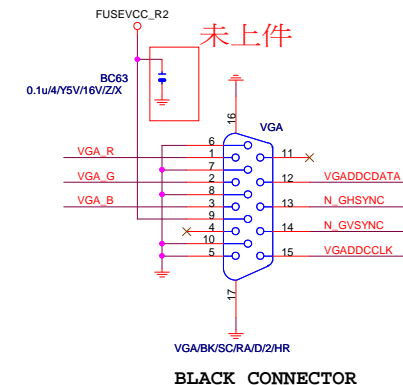 FUSEVCC_R2
未上件
BC63
0.1u/4/Y5V/16V/Z/X
16
VGA
6
VGA_R
1
11
7
VGA_G
2
12
VGADDCDATA
8
VGA_B
3
13
N_GHSYNC
9
4
14
N_GVSYNC
10
5
15
VGADDCCLK
17
VGA/BK/SC/RA/D/2/HR
BLACK CONNECTOR